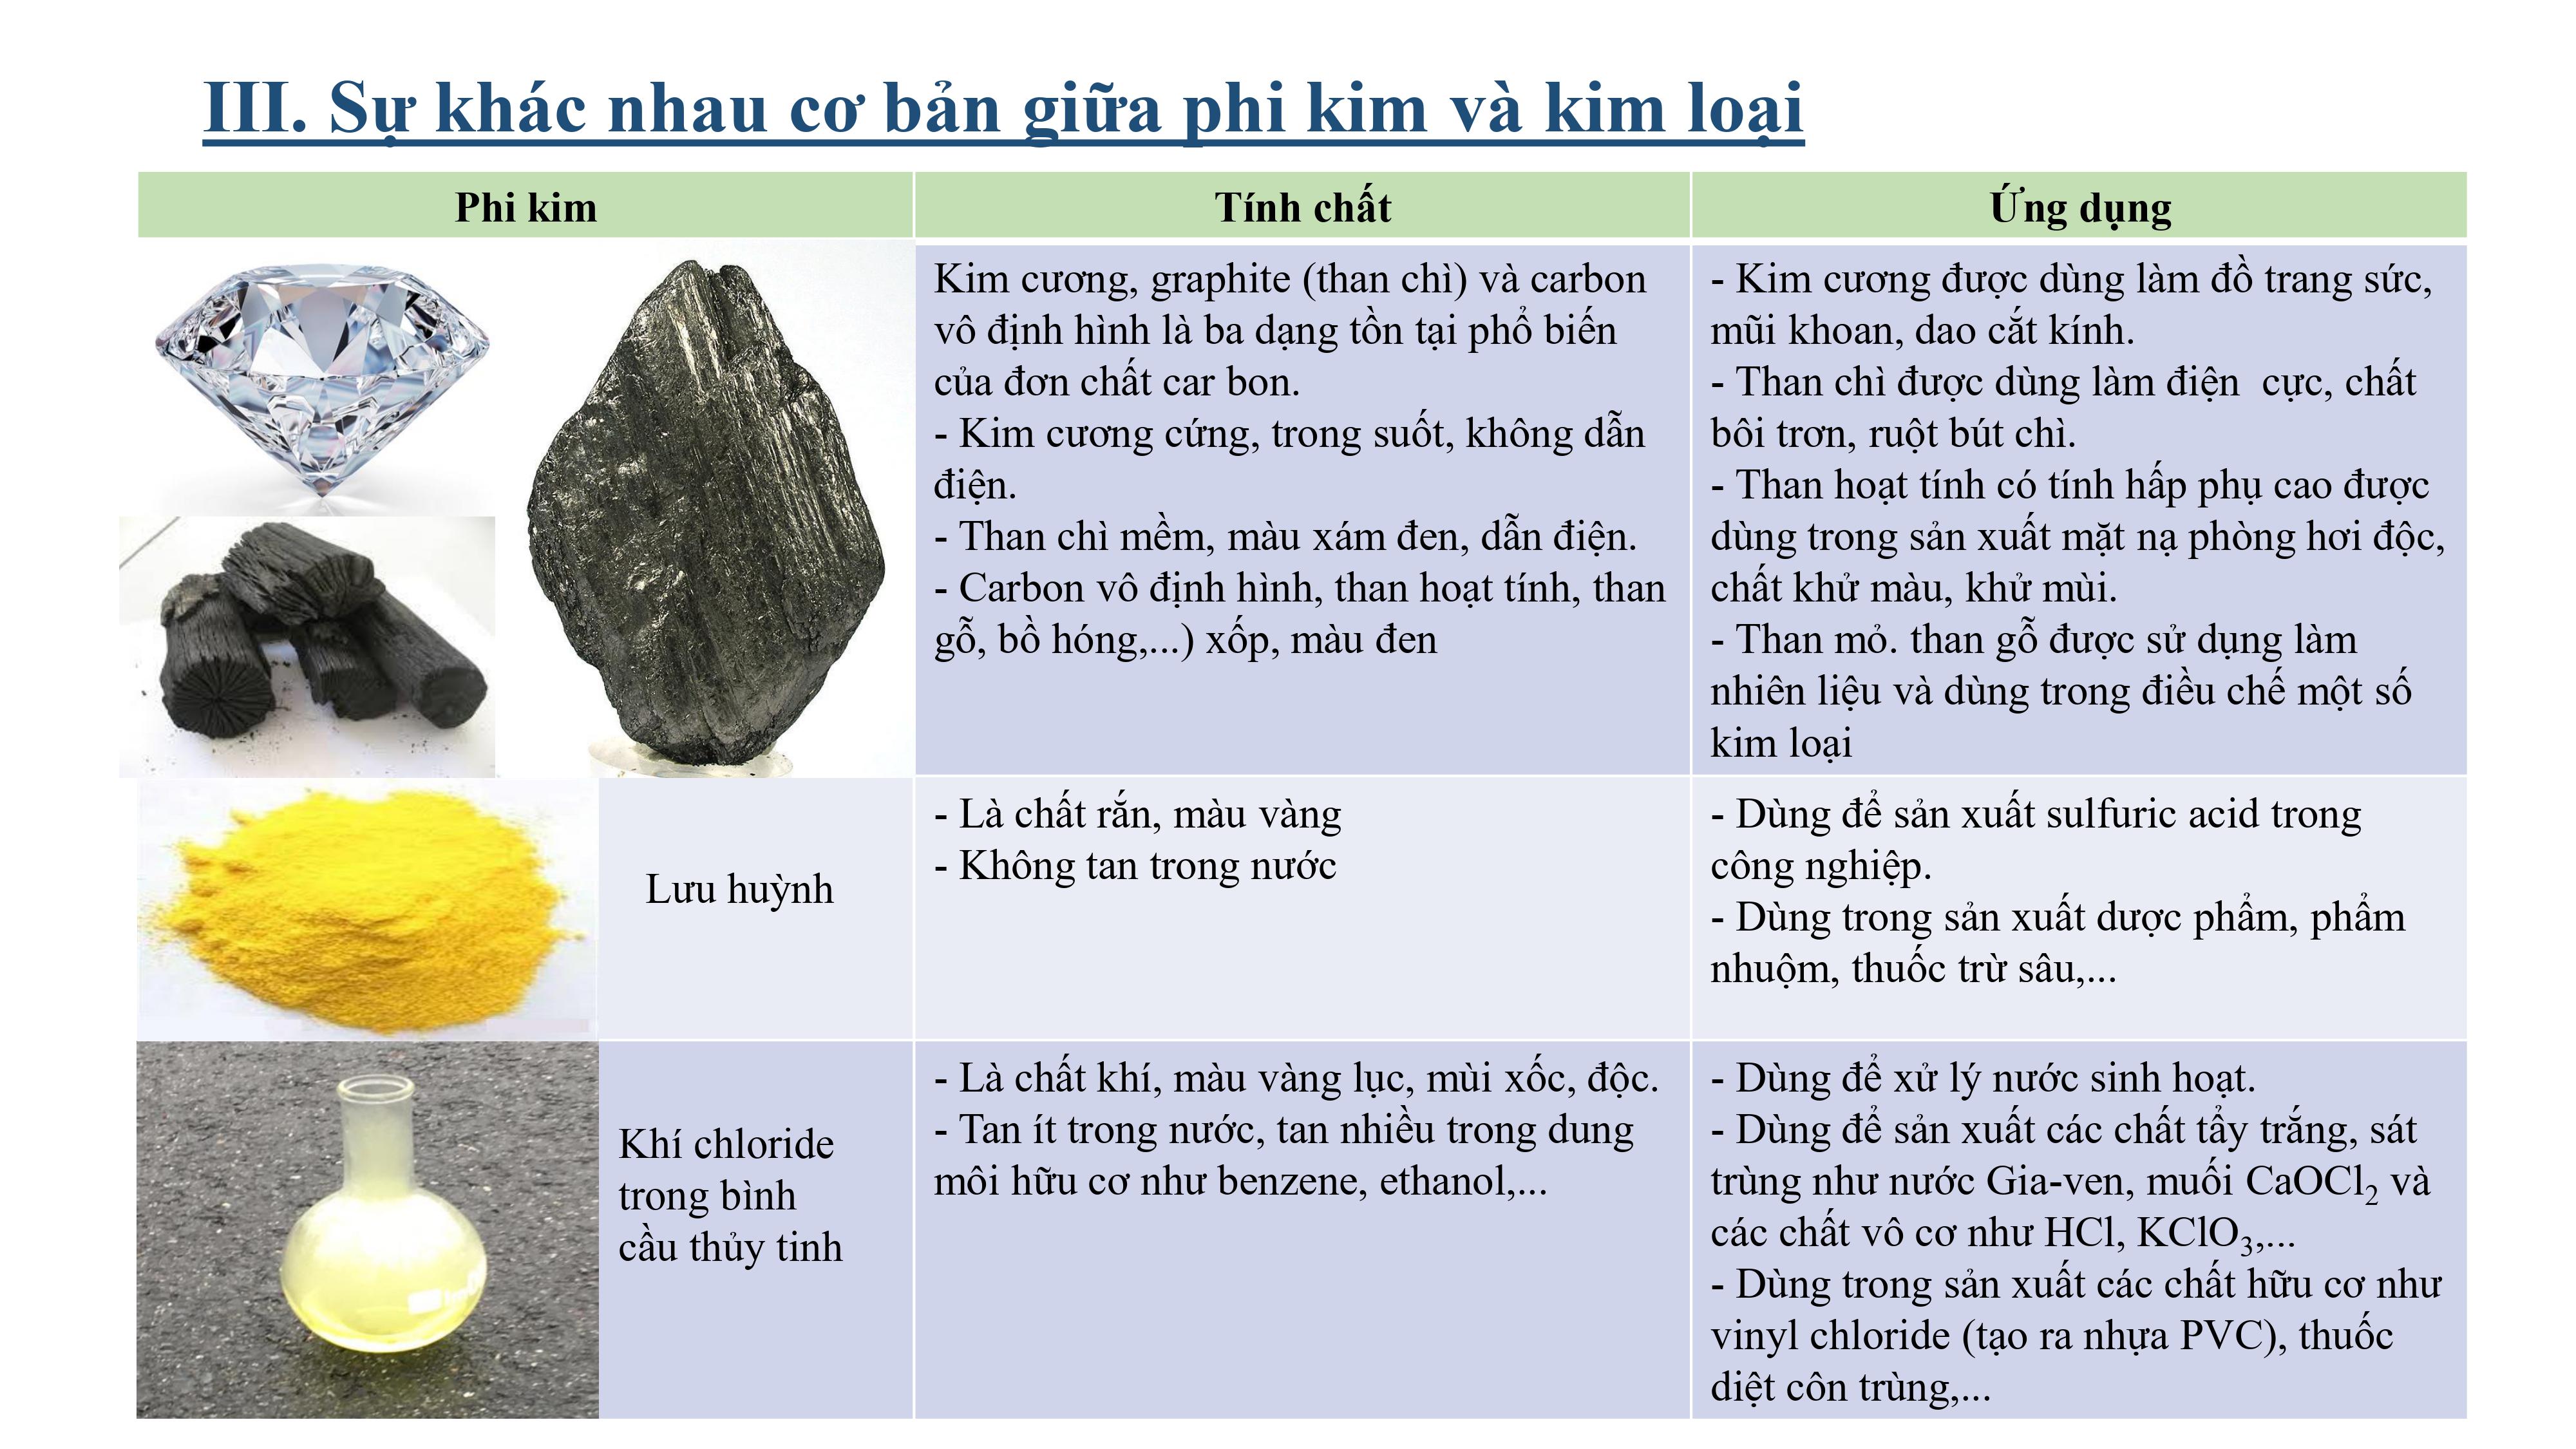 III. Sự khác nhau cơ bản giữa phi kim và kim loại
Phi kim
Tính chất
Ứng dụng
Kim cương, graphite (than chì) và carbon
vô định hình là ba dạng tồn tại phổ biến
của đơn chất car bon.
- Kim cương cứng, trong suốt, không dẫn
điện.
- Than chì mềm, màu xám đen, dẫn điện.
- Carbon vô định hình, than hoạt tính, than
gỗ, bồ hóng,...) xốp, màu đen
- Kim cương được dùng làm đồ trang sức,
mũi khoan, dao cắt kính.
- Than chì được dùng làm điện  cực, chất
bôi trơn, ruột bút chì.
- Than hoạt tính có tính hấp phụ cao được
dùng trong sản xuất mặt nạ phòng hơi độc,
chất khử màu, khử mùi.
- Than mỏ. than gỗ được sử dụng làm
nhiên liệu và dùng trong điều chế một số
kim loại
Lưu huỳnh
- Là chất rắn, màu vàng
- Không tan trong nước
- Dùng để sản xuất sulfuric acid trong
công nghiệp.
- Dùng trong sản xuất dược phẩm, phẩm
nhuộm, thuốc trừ sâu,...
Khí chloride
trong bình
cầu thủy tinh
- Là chất khí, màu vàng lục, mùi xốc, độc.
- Tan ít trong nước, tan nhiều trong dung
môi hữu cơ như benzene, ethanol,...
- Dùng để xử lý nước sinh hoạt.
- Dùng để sản xuất các chất tẩy trắng, sát
trùng như nước Gia-ven, muối CaOCl₂ và
các chất vô cơ như HCl, KClO₃,...
- Dùng trong sản xuất các chất hữu cơ như
vinyl chloride (tạo ra nhựa PVC), thuốc
diệt côn trùng,...